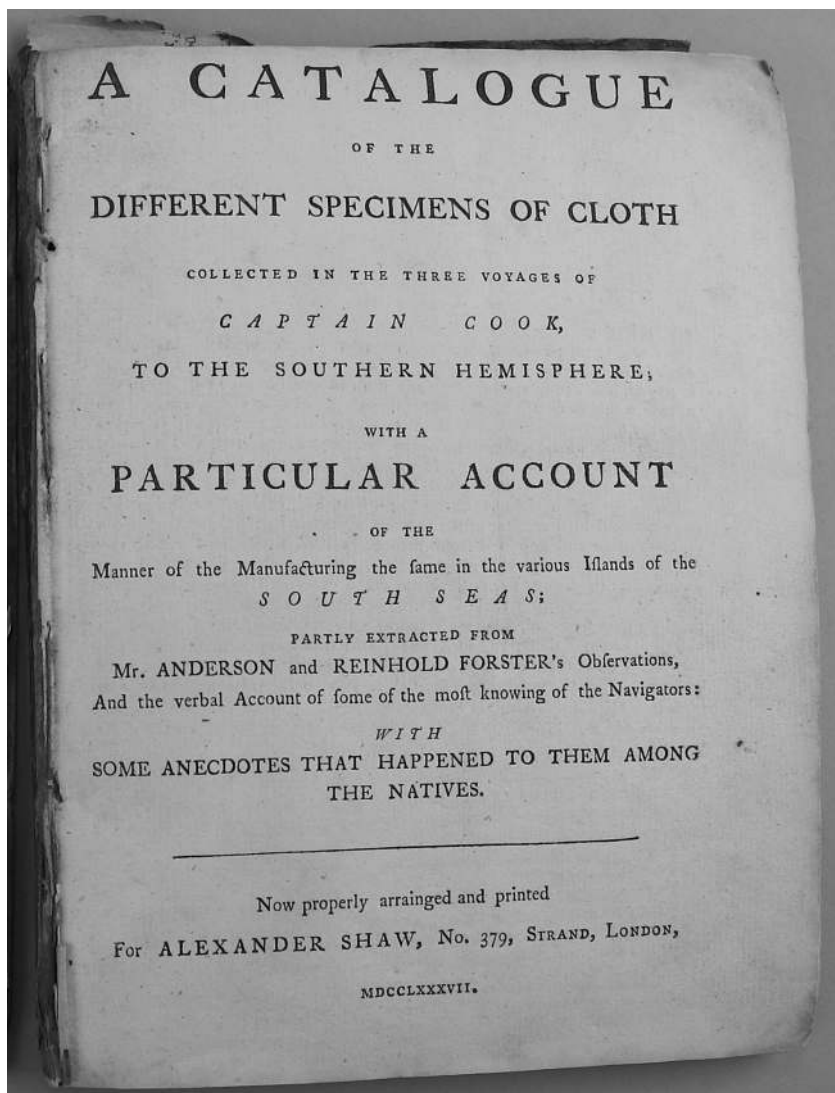 A CATALOGUE
OF THE
DIFFERENT SPECIMENS OF CLOTH
COLLECTED IN THE THREE VOYAGES OF
CAPTAIN COOK,
TO THE SOUTHERN HEMISPHERE;
WITH A
PARTICULAR ACCOUNT
OF THE
Manner of the Manufacturing the ſame in the various Iſlands of the
SOUTH SEAS;
PARTLY EXTRACTED FROM
Mr. ANDERSON and REINHOLD FORSTER's Obſervations,
And the verbal Account of ſome of the moſt knowing of the Navigators:
WITH
SOME ANECDOTES THAT HAPPENED TO THEM AMONG
THE NATIVES.
Now properly arrainged and printed
For ALEXANDER SHAW, No. 379, STRAND, LONDON,
MDCCLXXXVII.